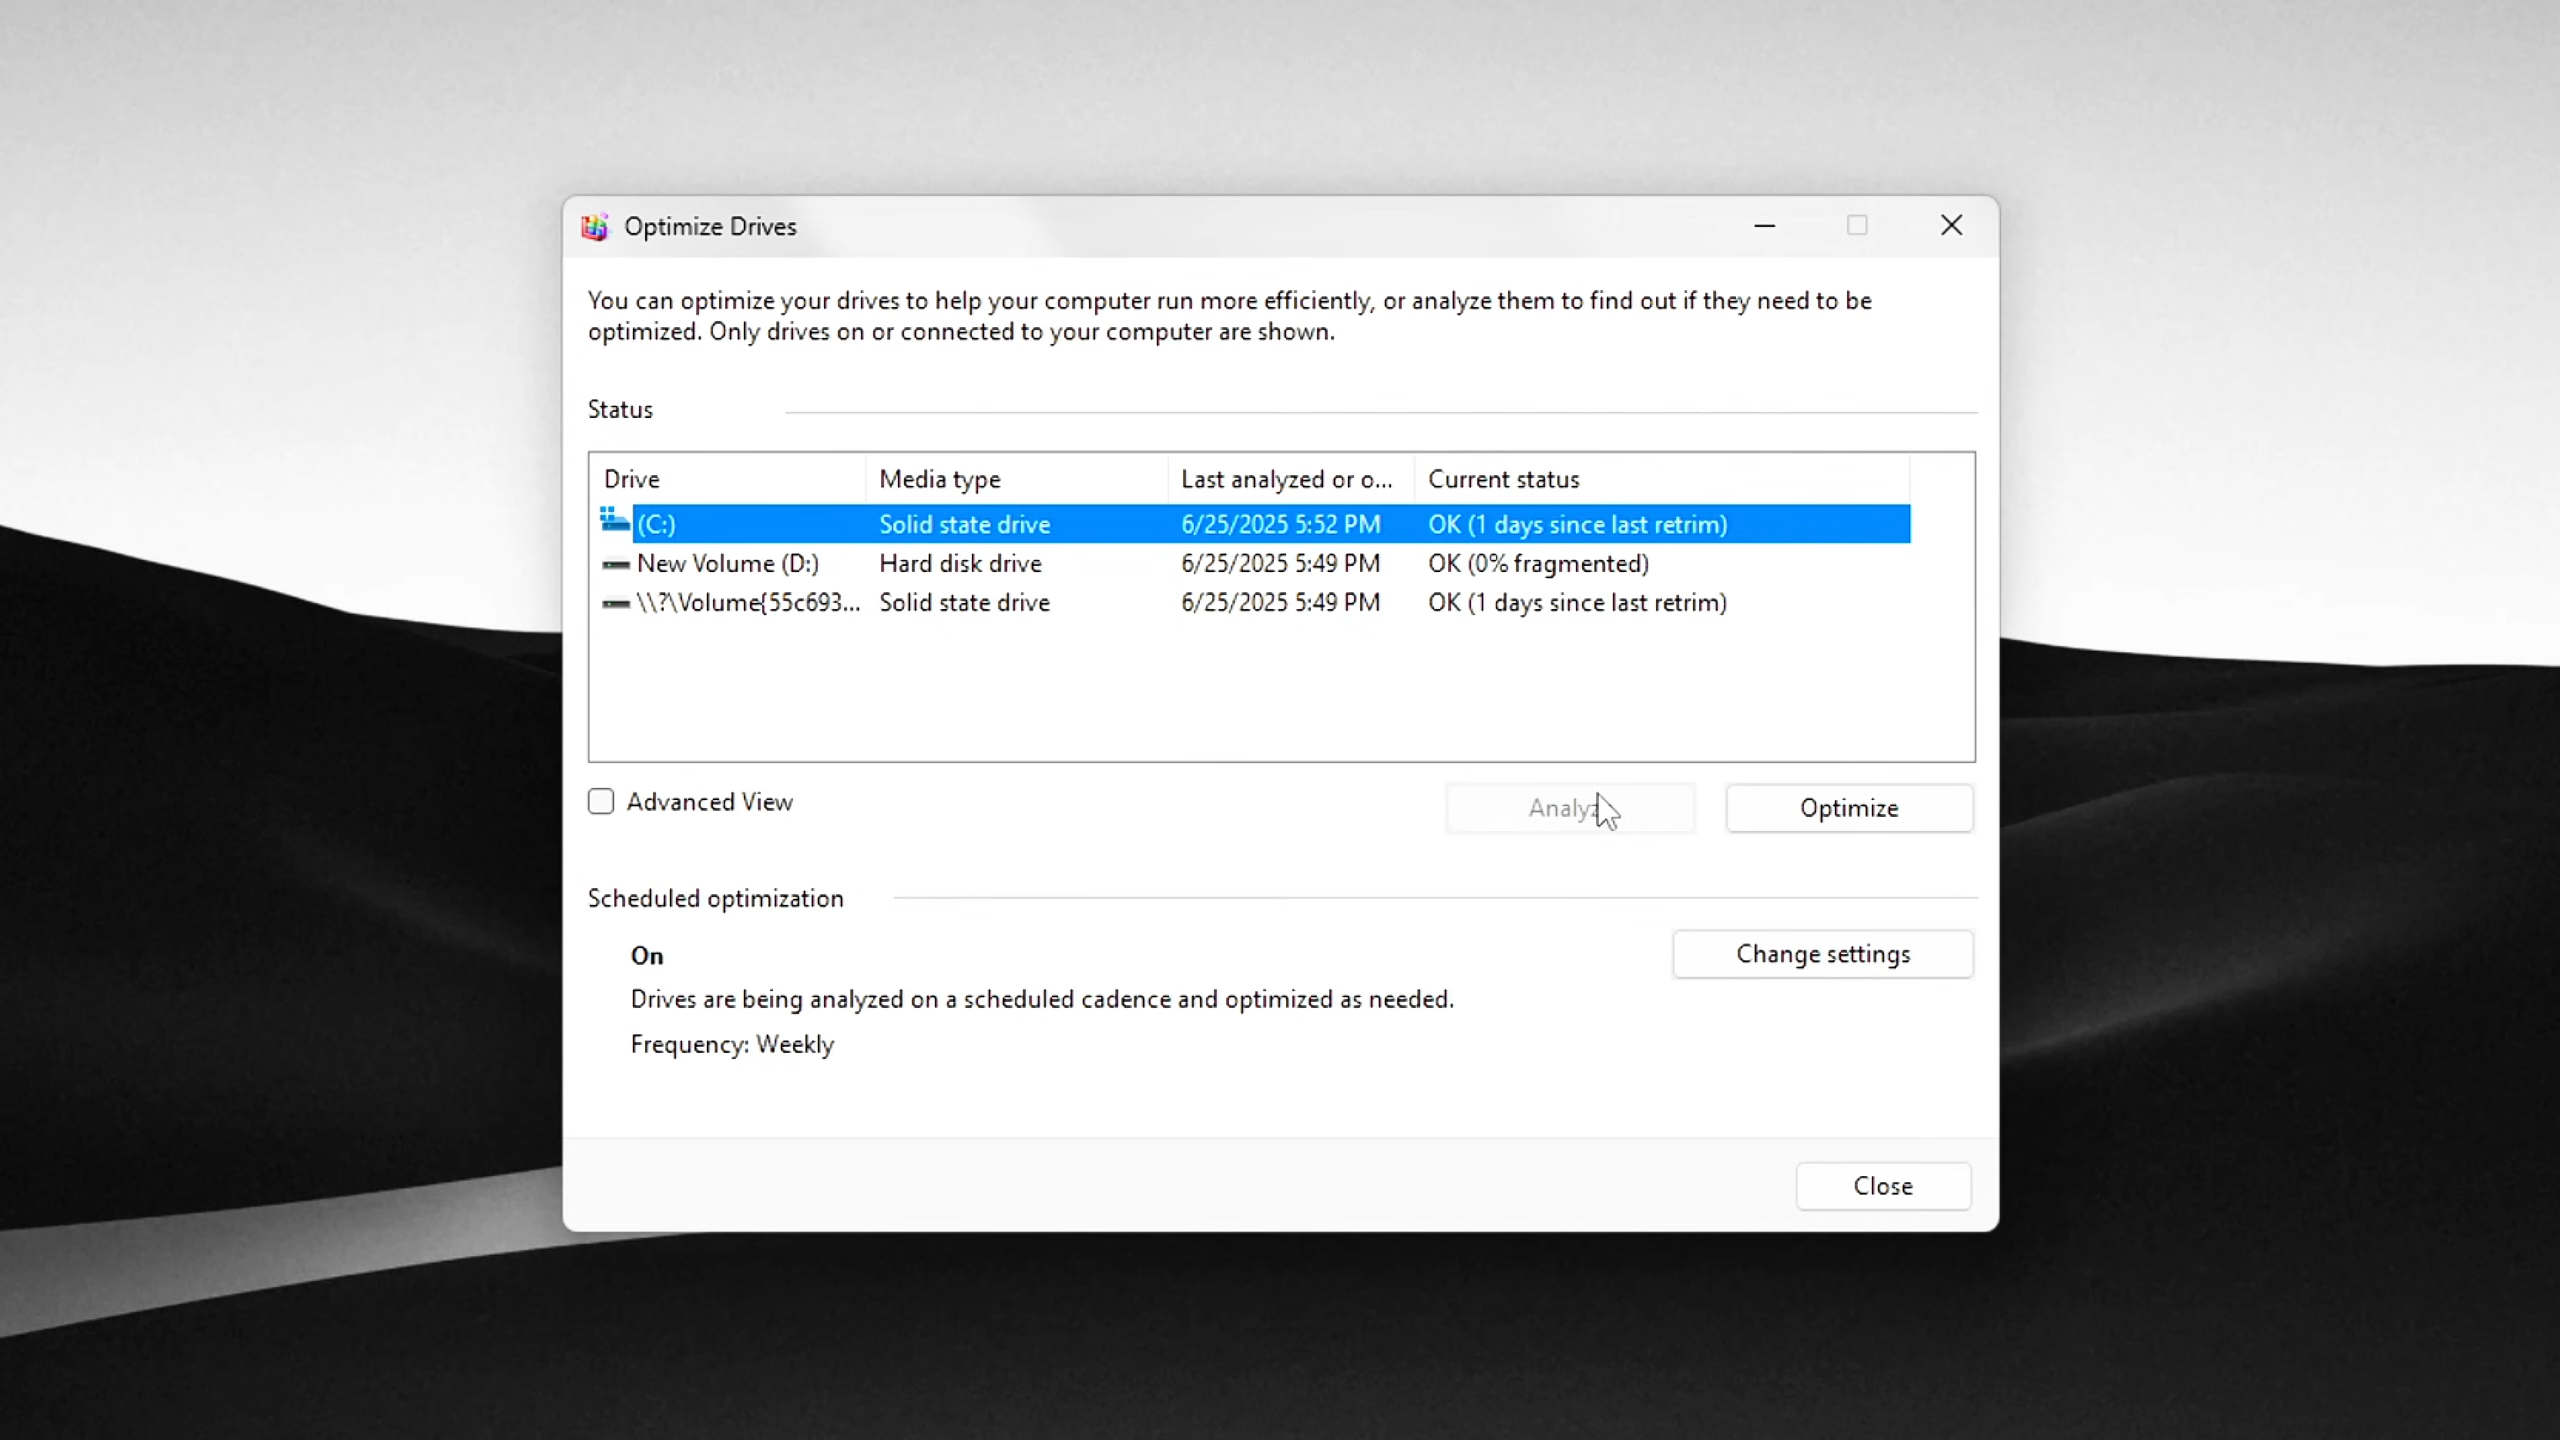 Optimize Drives
You can optimize your drives to help your computer run more efficiently, or analyze them to find out if they need to be
optimized. Only drives on or connected to your computer are shown.
Status
Drive Media type Last analyzed or o... Current status
(C:) Solid state drive 6/25/2025 5:52 PM OK (1 days since last retrim)
New Volume (D:) Hard disk drive 6/25/2025 5:49 PM OK (0% fragmented)
\\?\Volume{55c693... Solid state drive 6/25/2025 5:49 PM OK (1 days since last retrim)
Advanced View
Analyz Optimize
Scheduled optimization
On
Change settings
Drives are being analyzed on a scheduled cadence and optimized as needed.
Frequency: Weekly
Close